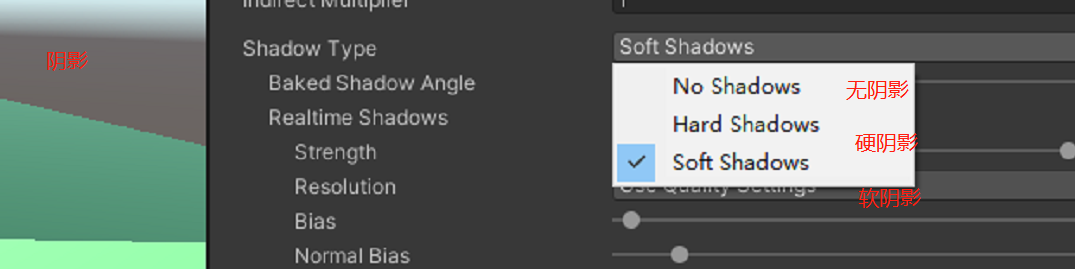 Indirect Multiplier
阴影
Shadow Type
Soft Shadows
Baked Shadow Angle
No Shadows
无阴影
Realtime Shadows
Hard Shadows
硬阴影
Strength
Soft Shadows
Resolution
Use Quality Settings
软阴影
Bias
Normal Bias